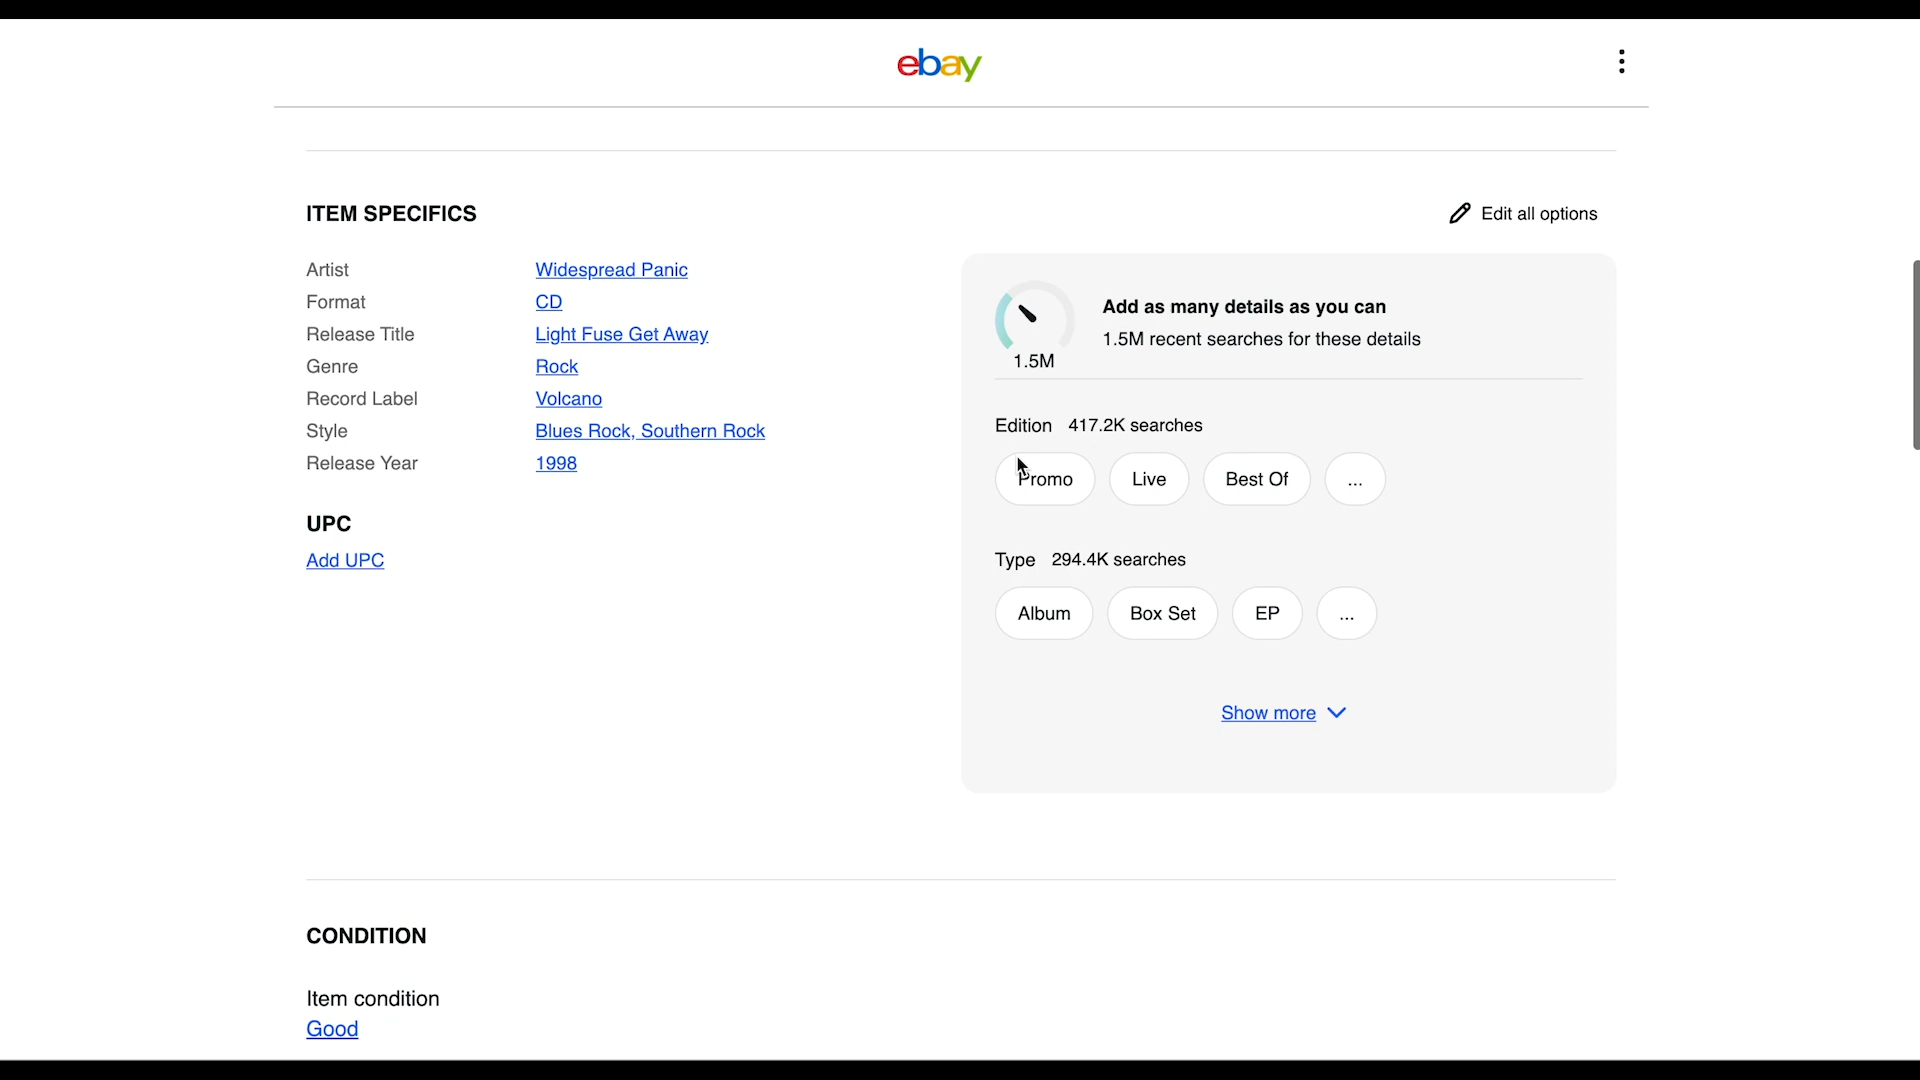 ebay
ITEM SPECIFICS
Edit all options
Artist Widespread Panic
Format CD
Release Title Light Fuse Get Away
Genre Rock
Record Label Volcano
Style Blues Rock, Southern Rock
Release Year 1998
UPC
Add UPC
Add as many details as you can
1.5M recent searches for these details
1.5M
Edition 417.2K searches
Promo Live Best Of ...
Type 294.4K searches
Album Box Set EP ...
Show more
CONDITION
Item condition
Good